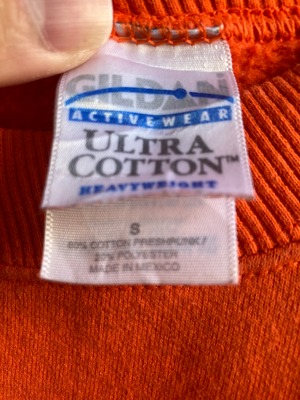 GILDAN
ACTIVEWEAR
ULTRA
COTTON™
HEAVYWEIGHT
S
80% COTTON PRESHRUNK /
20% POLYESTER
MADE IN MEXICO